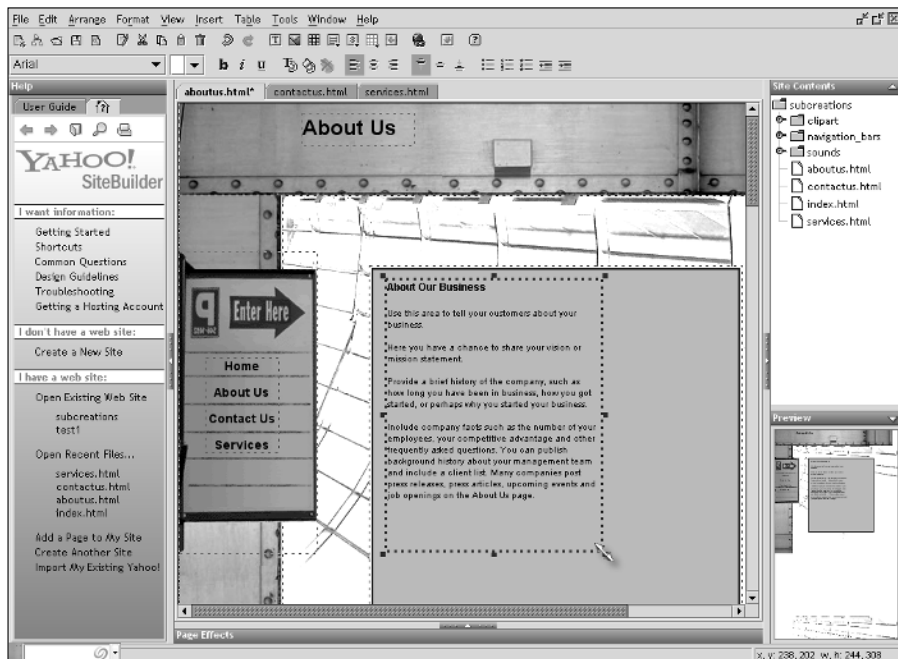 File Edit Arrange Format View Insert Table Tools Window Help
Arial
b i u
Help
User Guide
YAHOO!
SiteBuilder
I want information:
Getting Started
Shortcuts
Common Questions
Design Guidelines
Troubleshooting
Getting a Hosting Account
I don't have a web site:
Create a New Site
I have a web site:
Open Existing Web Site
subcreations
test1
Open Recent Files...
services.html
contactus.html
aboutus.html
index.html
Add a Page to My Site
Create Another Site
Import My Existing Yahoo!
aboutus.html* contactus.html services.html
About Us
Enter Here
Home
About Us
Contact Us
Services
About Our Business
Use this area to tell your customers about your
business.
Here you have a chance to share your vision or
mission statement.
Provide a brief history of the company, such as
how long you have been in business, how you got
started, or perhaps why you started your business.
Include company facts such as the number of your
employees, your competitive advantage and other
frequently asked questions. You can publish
background history about your management team
and include a client list. Many companies post
press releases, press articles, upcoming events and
job openings on the About Us page.
Page Effects
Site Contents
subcreations
clipart
navigation_bars
sounds
aboutus.html
contactus.html
index.html
services.html
Preview
x, y: 238, 202 w, h: 244, 308